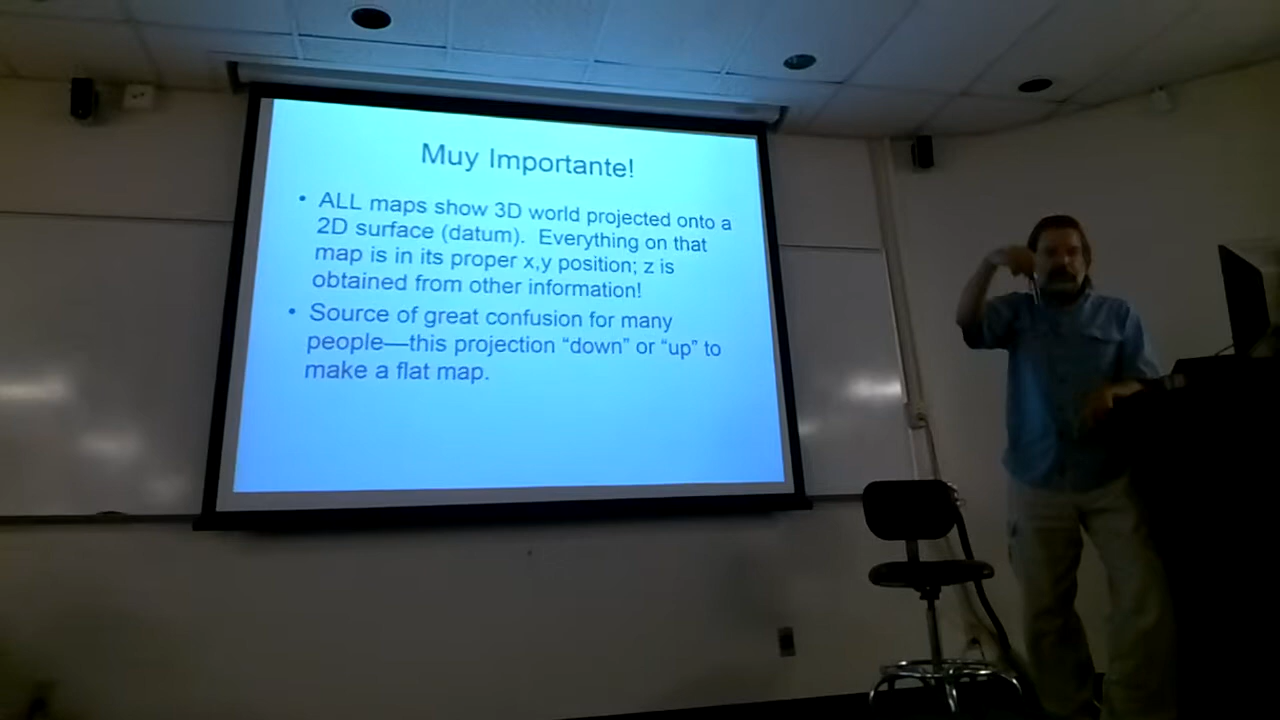 Muy Importante!
• ALL maps show 3D world projected onto a
2D surface (datum). Everything on that
map is in its proper x,y position; z is
obtained from other information!
• Source of great confusion for many
people—this projection “down” or “up” to
make a flat map.